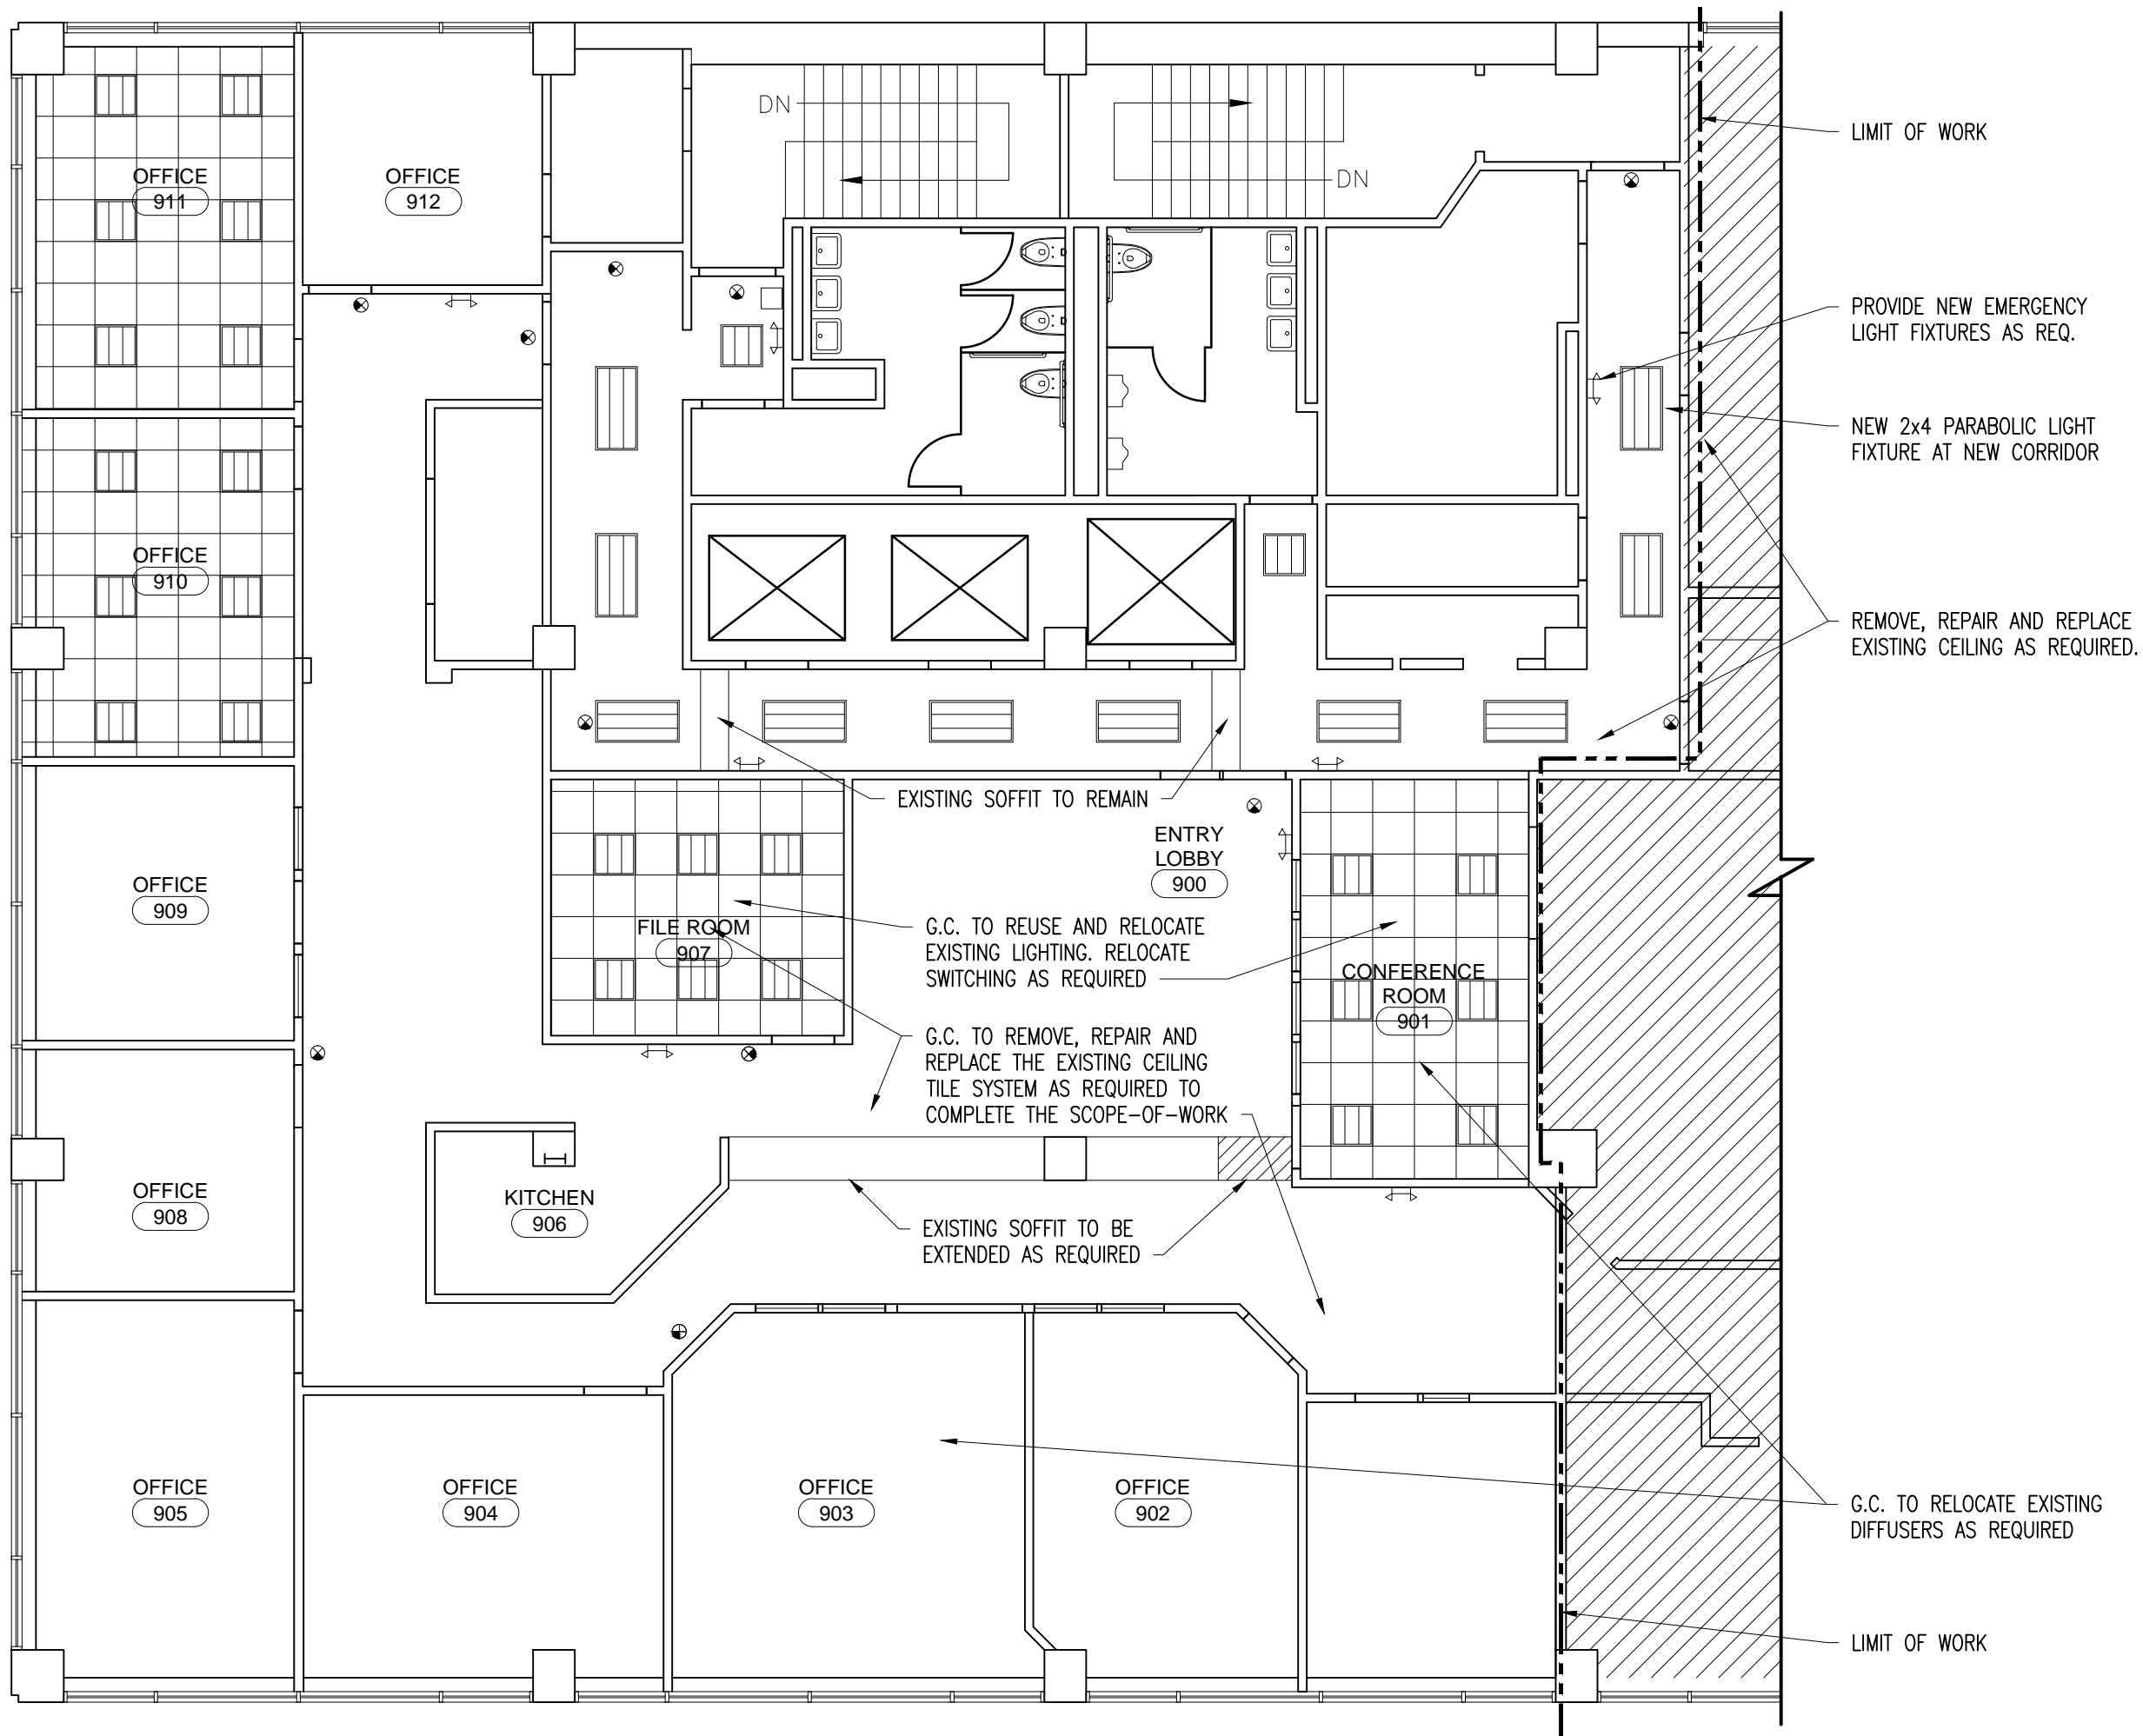 DN
DN
OFFICE
911
OFFICE
912
LIMIT OF WORK
PROVIDE NEW EMERGENCY
LIGHT FIXTURES AS REQ.
NEW 2x4 PARABOLIC LIGHT
FIXTURE AT NEW CORRIDOR
OFFICE
910
REMOVE, REPAIR AND REPLACE
EXISTING CEILING AS REQUIRED.
EXISTING SOFFIT TO REMAIN
ENTRY
LOBBY
900
OFFICE
909
FILE ROOM
907
G.C. TO REUSE AND RELOCATE
EXISTING LIGHTING. RELOCATE
SWITCHING AS REQUIRED
CONFERENCE
ROOM
901
G.C. TO REMOVE, REPAIR AND
REPLACE THE EXISTING CEILING
TILE SYSTEM AS REQUIRED TO
COMPLETE THE SCOPE-OF-WORK
OFFICE
908
KITCHEN
906
EXISTING SOFFIT TO BE
EXTENDED AS REQUIRED
OFFICE
905
OFFICE
904
OFFICE
903
OFFICE
902
G.C. TO RELOCATE EXISTING
DIFFUSERS AS REQUIRED
LIMIT OF WORK